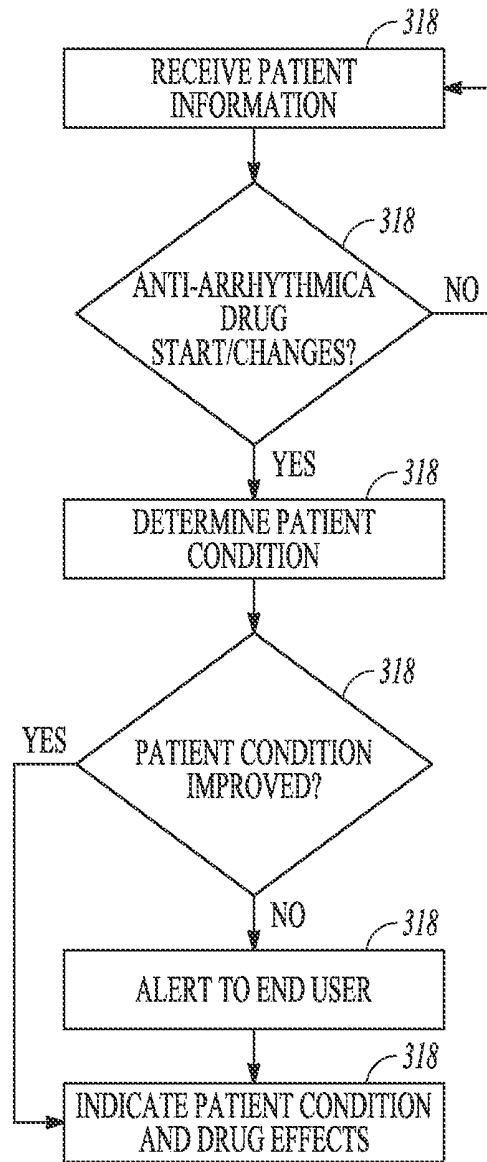 318
RECEIVE PATIENT
INFORMATION
318
ANTI-ARRHYTHMICA
DRUG
START/CHANGES?
NO
YES
318
DETERMINE PATIENT
CONDITION
318
YES
PATIENT CONDITION
IMPROVED?
NO
318
ALERT TO END USER
318
INDICATE PATIENT CONDITION
AND DRUG EFFECTS